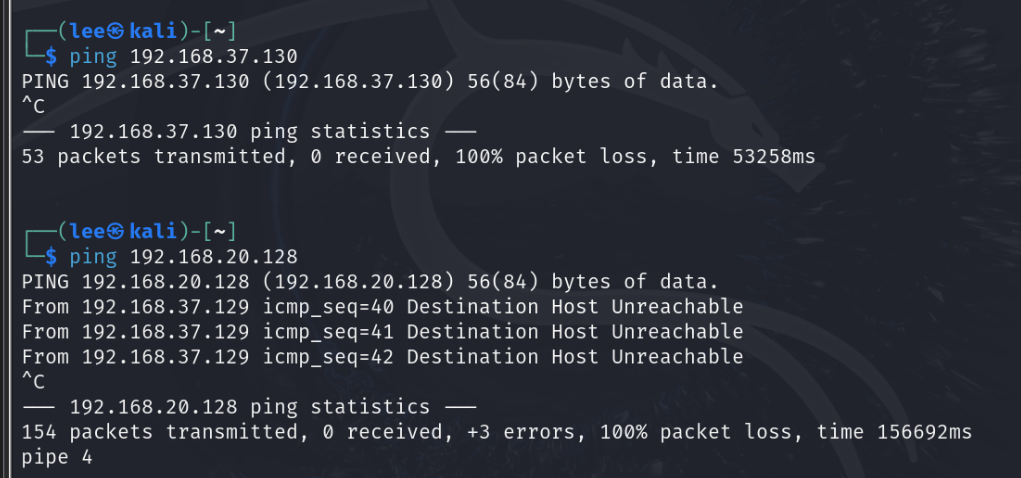 ┌──(lee㉿kali)-[~]
└─$ ping 192.168.37.130
PING 192.168.37.130 (192.168.37.130) 56(84) bytes of data.
^C
--- 192.168.37.130 ping statistics ---
53 packets transmitted, 0 received, 100% packet loss, time 53258ms
┌──(lee㉿kali)-[~]
└─$ ping 192.168.20.128
PING 192.168.20.128 (192.168.20.128) 56(84) bytes of data.
From 192.168.37.129 icmp_seq=40 Destination Host Unreachable
From 192.168.37.129 icmp_seq=41 Destination Host Unreachable
From 192.168.37.129 icmp_seq=42 Destination Host Unreachable
^C
--- 192.168.20.128 ping statistics ---
154 packets transmitted, 0 received, +3 errors, 100% packet loss, time 156692ms
pipe 4